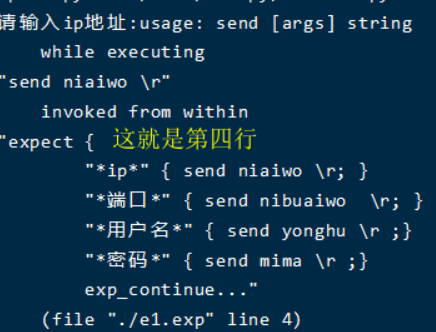 请输入ip地址:usage: send [args] string
    while executing
"send niaiwo \r"
    invoked from within
"expect { 这就是第四行
        "*ip*" { send niaiwo \r; }
        "*端口*" { send nibuaiwo  \r; }
        "*用户名*" { send yonghu \r ;}
        "*密码*" { send mima \r ;}
        exp_continue..."
    (file "./e1.exp" line 4)